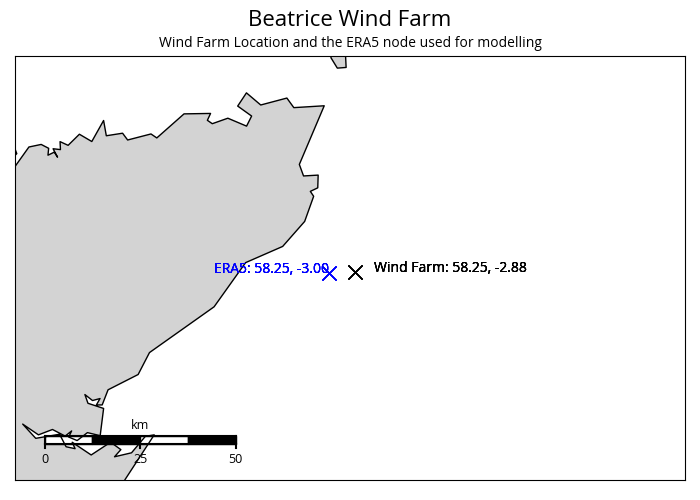 Beatrice Wind Farm
Wind Farm Location and the ERA5 node used for modelling
ERA5: 58.25, -3.00
Wind Farm: 58.25, -2.88
km
0 25 50